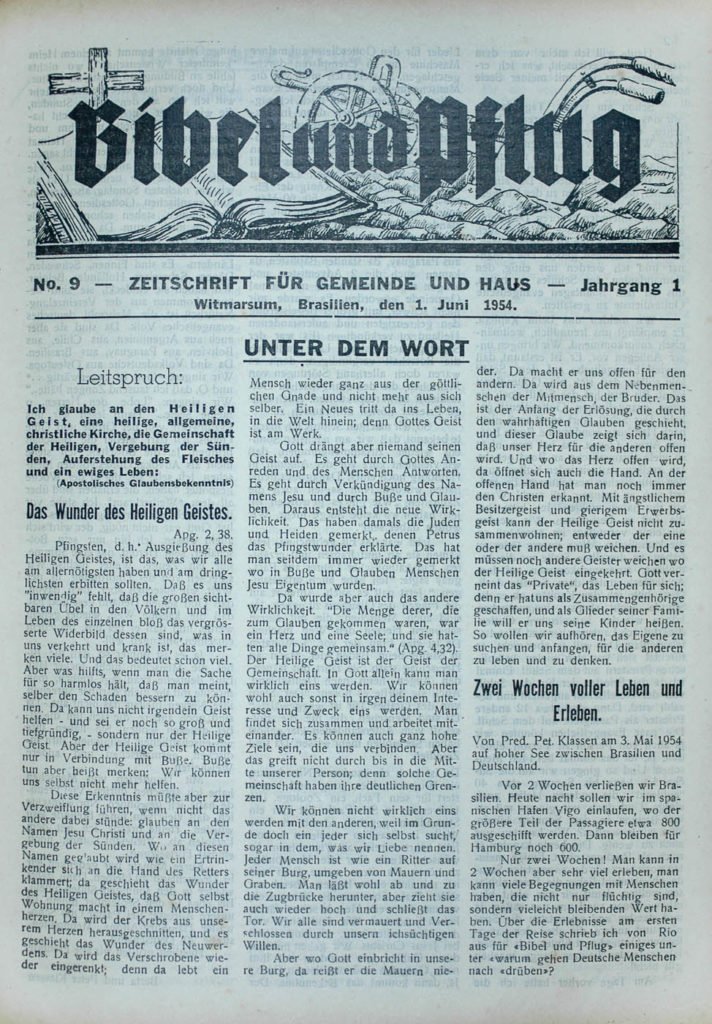 Bibel und Pflug
No. 9 — ZEITSCHRIFT FÜR GEMEINDE UND HAUS — Jahrgang 1
Witmarsum, Brasilien, den 1. Juni 1954.
UNTER DEM WORT
Leitspruch:
Ich glaube an den Heiligen
Geist, eine heilige, allgemeine,
christliche Kirche, die Gemeinschaft
der Heiligen, Vergebung der Sün-
den, Auferstehung des Fleisches
und ein ewiges Leben:
(Apostolisches Glaubensbekenntnis)
Das Wunder des Heiligen Geistes.
Apg. 2, 38.
Pfingsten, d. h. Ausgießung des
Heiligen Geistes, ist das, was wir alle
am allernötigsten haben und am dring-
lichsten erbitten sollten. Daß es uns
"inwendig" fehlt, daß die großen sicht-
baren Übel in den Völkern und im
Leben des einzelnen bloß das vergrös-
serte Widerbild dessen sind, was in
uns verkehrt und krank ist, das mer-
ken viele. Und das bedeutet schon viel.
Aber was hilfts, wenn man die Sache
für so harmlos hält, daß man meint,
selber den Schaden bessern zu kön-
nen. Da kann uns nicht irgendein Geist
helfen - und sei er noch so groß und
tiefgründig, - sondern nur der Heilige
Geist. Aber der Heilige Geist kommt
nur in Verbindung mit Buße. Buße
tun aber heißt merken: Wir können
uns selbst nicht mehr helfen.
Diese Erkenntnis müßte aber zur
Verzweiflung führen, wenn nicht das
andere dabei stünde: glauben an den
Namen Jesu Christi und an die Ver-
gebung der Sünden. Wo an diesen
Namen geglaubt wird wie ein Ertrin-
kender sich an die Hand des Retters
klammert; da geschieht das Wunder
des Heiligen Geistes, daß Gott selbst
Wohnung macht in einem Menschen-
herzen. Da wird der Krebs aus unse-
rem Herzen herausgeschnitten, und es
geschieht das Wunder des Neuwer-
dens. Da wird das Verschrobene wie-
der eingerenkt; denn da lebt ein
Mensch wieder ganz aus der göttli-
chen Gnade und nicht mehr aus sich
selber. Ein Neues tritt da ins Leben,
in die Welt hinein; denn Gottes Geist
ist am Werk.
Gott drängt aber niemand seinen
Geist auf. Es geht durch Gottes An-
reden und des Menschen Antworten.
Es geht durch Verkündigung des Na-
mens Jesu und durch Buße und Glau-
ben. Daraus entsteht die neue Wirk-
lichkeit. Das haben damals die Juden
und Heiden gemerkt, denen Petrus
das Pfingstwunder erklärte. Das hat
man seitdem immer wieder gemerkt
wo in Buße und Glauben Menschen
Jesu Eigentum wurden.
Da wurde aber auch das andere
Wirklichkeit. "Die Menge derer, die
zum Glauben gekommen waren, war
ein Herz und eine Seele; und sie hat-
ten alle Dinge gemeinsam." (Apg. 4,32).
Der Heilige Geist ist der Geist der
Gemeinschaft. In Gott allein kann man
wirklich eins werden. Wir können
wohl auch sonst in irgen deinem Inte-
resse und Zweck eins werden. Man
findet sich zusammen und arbeitet mit-
einander. Es können auch ganz hohe
Ziele sein, die uns verbinden. Aber
das greift nicht durch bis in die Mit-
te unserer Person; denn solche Ge-
meinschaft haben ihre deutlichen Gren-
zen.
Wir können nicht wirklich eins
werden mit den anderen, weil im Grun-
de doch ein jeder sich selbst sucht,
sogar in dem, was wir Liebe nennen.
Jeder Mensch ist wie ein Ritter auf
seiner Burg, umgeben von Mauern und
Graben. Man läßt wohl ab und zu
die Zugbrücke herunter, aber zieht sie
auch wieder hoch und schließt das
Tor. Wir alle sind vermauert und Ver-
schlossen durch unsern ichsüchtigen
Willen.
Aber wo Gott einbricht in unse-
re Burg, da reißt er die Mauern nie-
der. Da macht er uns offen für den
andern. Da wird aus dem Nebenmen-
schen der Mitmensch, der Bruder. Das
ist der Anfang der Erlösung, die durch
den wahrhaftigen Glauben geschieht,
und dieser Glaube zeigt sich darin,
daß unser Herz für die anderen offen
wird. Und wo das Herz offen wird,
da öffnet sich auch die Hand. An der
offenen Hand hat man noch immer
den Christen erkannt. Mit ängstlichem
Besitzergeist und gierigem Erwerbs-
geist kann der Heilige Geist nicht zu-
sammenwohnen; entweder der eine
oder der andere muß weichen. Und es
müssen noch andere Geister weichen wo
der Heilige Geist eingekehrt. Gott ver-
neint das "Private", das Leben für sich;
denn er hat uns als Zusammengehörige
geschaffen, und als Glieder seiner Fami-
lie will er uns seine Kinder heißen.
So wollen wir aufhören, das Eigene zu
suchen und anfangen, für die anderen
zu leben und zu denken.
Zwei Wochen voller Leben und
Erleben.
Von Pred. Pet. Klassen am 3. Mai 1954
auf hoher See zwischen Brasilien und
Deutschland.
Vor 2 Wochen verließen wir Bra-
silien. Heute nacht sollen wir im spa-
nischen Hafen Vigo einlaufen, wo der
größere Teil der Passagiere etwa 800
ausgeschifft werden. Dann bleiben für
Hamburg noch 600.
Nur zwei Wochen! Man kann in
2 Wochen aber sehr viel erleben, man
kann viele Begegnungen mit Menschen
haben, die nicht nur flüchtig sind,
sondern vieleicht bleibenden Wert ha-
ben. Über die Erlebnisse am ersten
Tage der Reise schrieb ich von Rio
aus für «Bibel und Pflug» einiges un-
ter «warum gehen Deutsche Menschen
nach «drüben»?